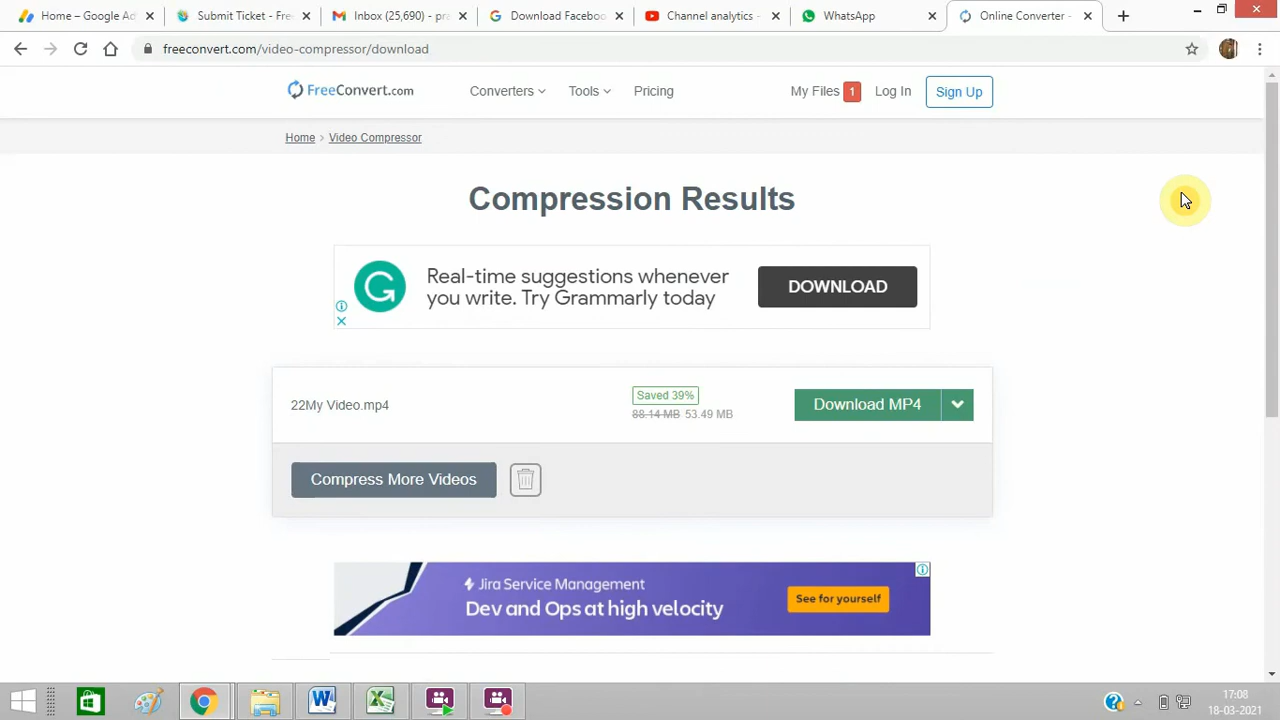 Home – Google Ad
Submit Ticket - Free
Inbox (25,690) - pra
Download Facebo
Channel analytics -
WhatsApp
Online Converter -
freeconvert.com/video-compressor/download
FreeConvert.com
Converters
Tools
Pricing
My Files 1
Log In
Sign Up
Home > Video Compressor
Compression Results
Real-time suggestions whenever
you write. Try Grammarly today
DOWNLOAD
22My Video.mp4
Saved 39%
88.14 MB 53.49 MB
Download MP4
Compress More Videos
Jira Service Management
Dev and Ops at high velocity
See for yourself
17:08
18-03-2021